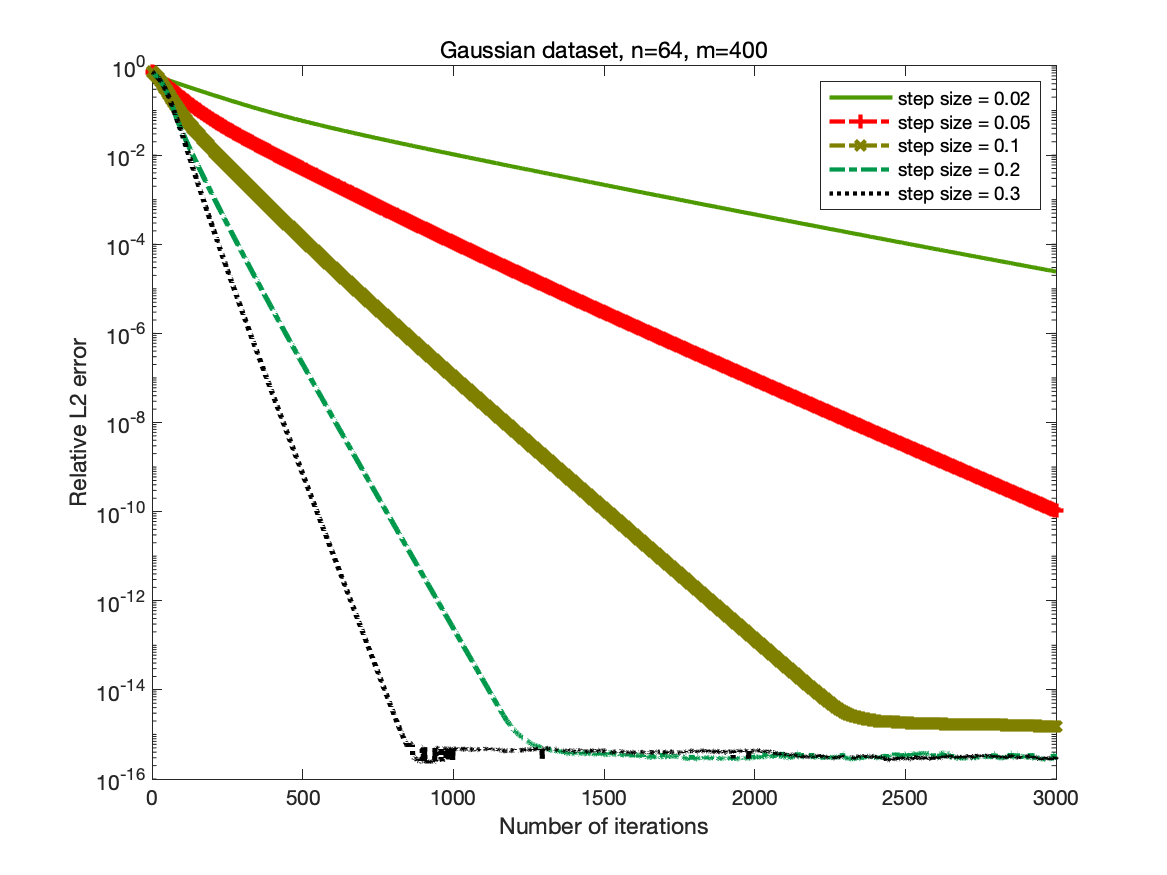 Gaussian dataset, n=64, m=400
step size = 0.02
step size = 0.05
step size = 0.1
step size = 0.2
step size = 0.3
Relative L2 error
10^0
10^-2
10^-4
10^-6
10^-8
10^-10
10^-12
10^-14
10^-16
0 500 1000 1500 2000 2500 3000
Number of iterations